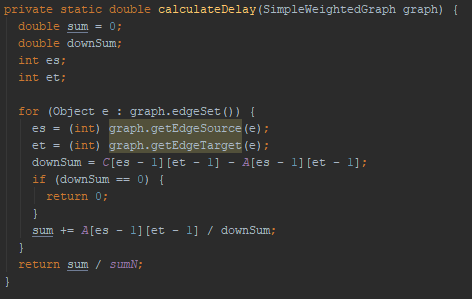 private static double calculateDelay(SimpleWeightedGraph graph) {
  double sum = 0;
  double downSum;
  int es;
  int et;

  for (Object e : graph.edgeSet()) {
    es = (int) graph.getEdgeSource(e);
    et = (int) graph.getEdgeTarget(e);
    downSum = C[es - 1][et - 1] - A[es - 1][et - 1];
    if (downSum == 0) {
      return 0;
    }
    sum += A[es - 1][et - 1] / downSum;
  }
  return sum / sumN;
}